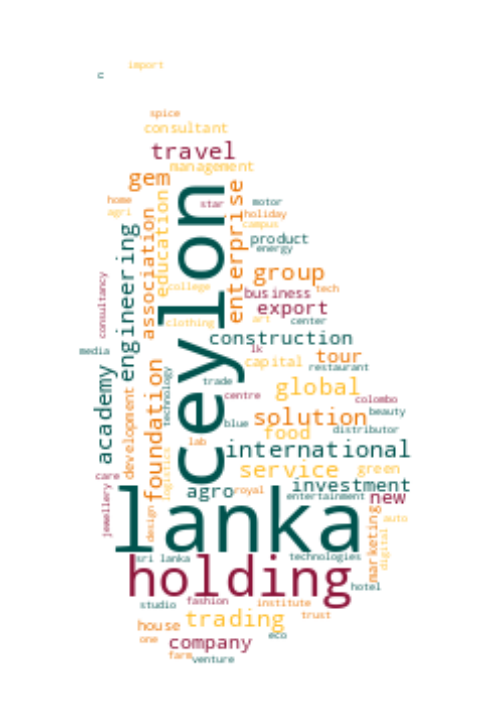 import
c
spice
consultant
travel
management
gem
home
agri
star
motor
holiday
campus
ceylon
enterprise
education
association
engineering
product
energy
group
college
consultancy
business
tech
export
clothing
art
center
construction
media
lk
capital
tour
restaurant
technology
trade
global
academy
development
foundation
centre
colombo
beauty
solution
blue
food
distributor
lab
international
logistics
service
green
care
investment
jewellery
agro
royal
entertainment
new
lanka
design
marketing
auto
digital
sri lanka
technologies
holding
hotel
studio
fashion
institute
trading
trust
house
one
company
eco
farm
venture